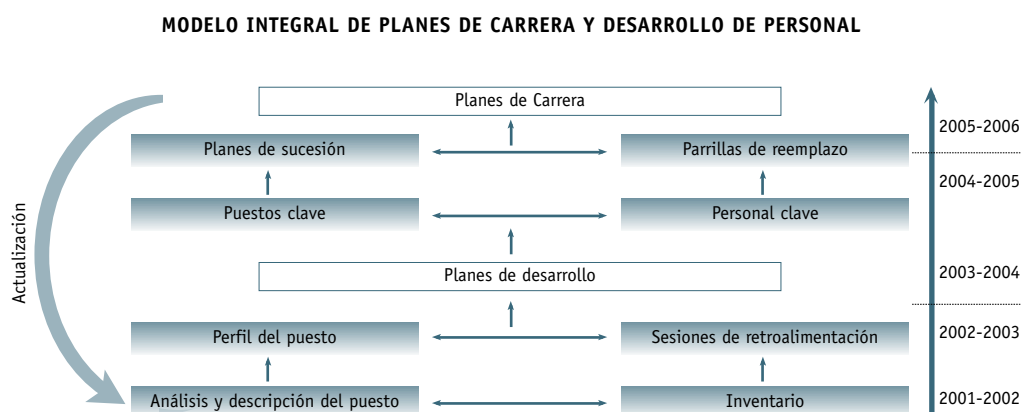 MODELO INTEGRAL DE PLANES DE CARRERA Y DESARROLLO DE PERSONAL
Planes de Carrera
2005-2006
Planes de sucesión
Parrillas de reemplazo
2004-2005
Puestos clave
Personal clave
Actualización
Planes de desarrollo
2003-2004
Perfil del puesto
Sesiones de retroalimentación
2002-2003
Análisis y descripción del puesto
Inventario
2001-2002